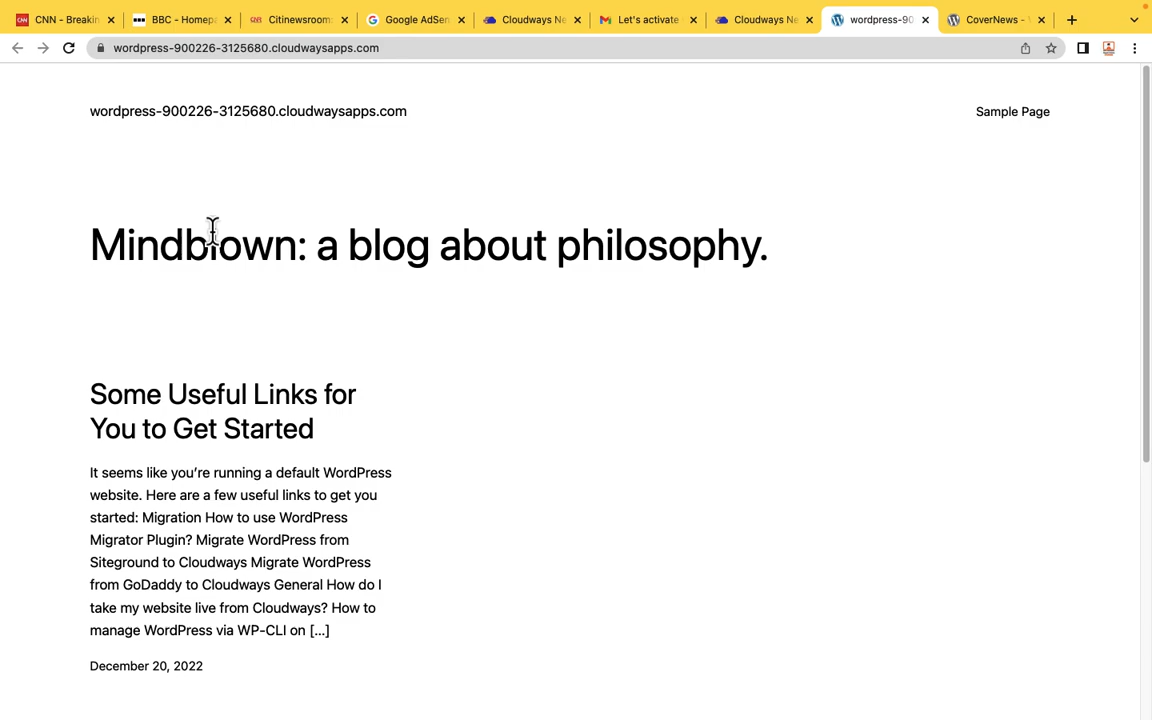 CNN - Breakin
BBC - Homepa
Citinewsroom
Google AdSen
Cloudways Ne
Let's activate
Cloudways Ne
wordpress-90
CoverNews -
wordpress-900226-3125680.cloudwaysapps.com
wordpress-900226-3125680.cloudwaysapps.com
Sample Page
Mindblown: a blog about philosophy.
Some Useful Links for
You to Get Started
It seems like you're running a default WordPress
website. Here are a few useful links to get you
started: Migration How to use WordPress
Migrator Plugin? Migrate WordPress from
Siteground to Cloudways Migrate WordPress
from GoDaddy to Cloudways General How do I
take my website live from Cloudways? How to
manage WordPress via WP-CLI on [...]
December 20, 2022